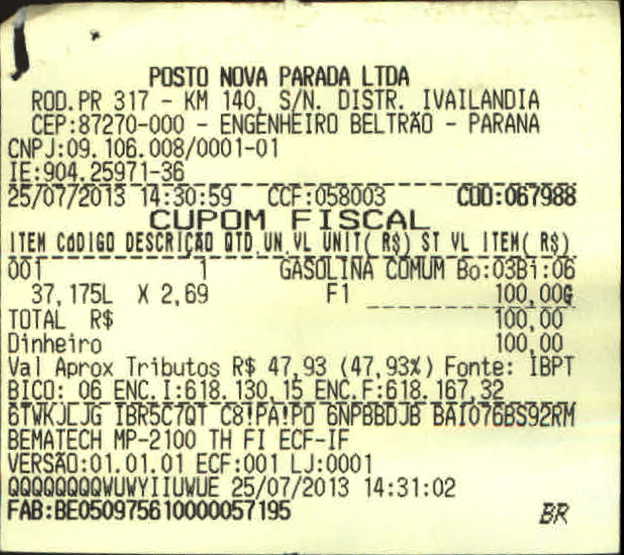 POSTO NOVA PARADA LTDA
ROD.PR 317 - KM 140, S/N. DISTR. IVAILANDIA
CEP:87270-000 - ENGENHEIRO BELTRÃO - PARANA
CNPJ:09.106.008/0001-01
IE:904.25971-36
25/07/2013 14:30:59 CCF:058003 COO:067988
CUPOM FISCAL
ITEM CÓDIGO DESCRIÇÃO QTD.UN.VL UNIT( R$) ST VL ITEM( R$)
001 1 GASOLINA COMUM Bo:03Bi:06
37,175L X 2,69 F1 100,00G
TOTAL R$ 100,00
Dinheiro 100,00
Val Aprox Tributos R$ 47,93 (47,93%) Fonte: IBPT
BICO: 06 ENC.I:618.130,15 ENC.F:618.167,32
6TWKJLJG IBR5C7QT C8!PA!PO 6NPBBDJB BAI076BS92RM
BEMATECH MP-2100 TH FI ECF-IF
VERSÃO:01.01.01 ECF:001 LJ:0001
QQQQQQQQWUWYIIUWUE 25/07/2013 14:31:02
FAB:BE050975610000057195 BR